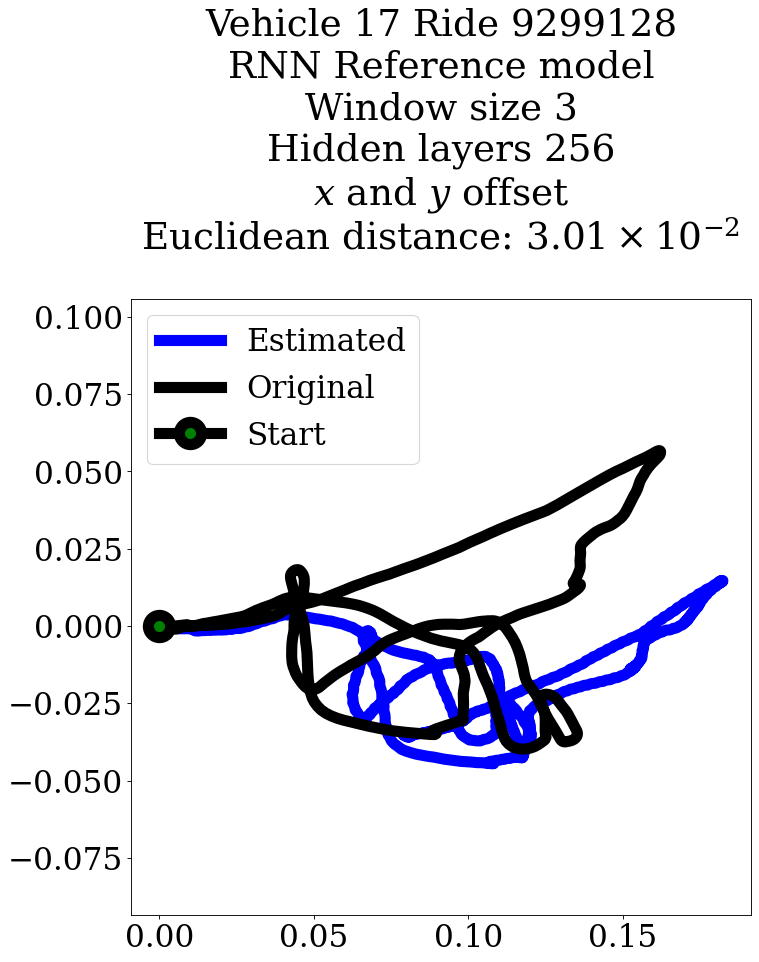 Vehicle 17 Ride 9299128
RNN Reference model
Window size 3
Hidden layers 256
x and y offset
Euclidean distance: 3.01 × 10⁻²
Estimated
Original
Start
0.100
0.075
0.050
0.025
0.000
−0.025
−0.050
−0.075
0.00 0.05 0.10 0.15